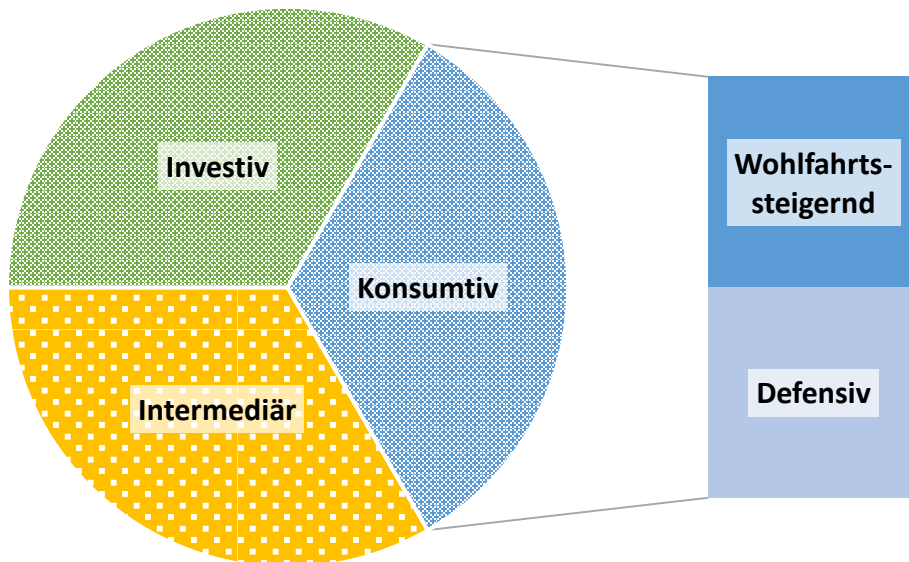 Investiv
Konsumtiv
Intermediär
Wohlfahrts-
steigernd
Defensiv